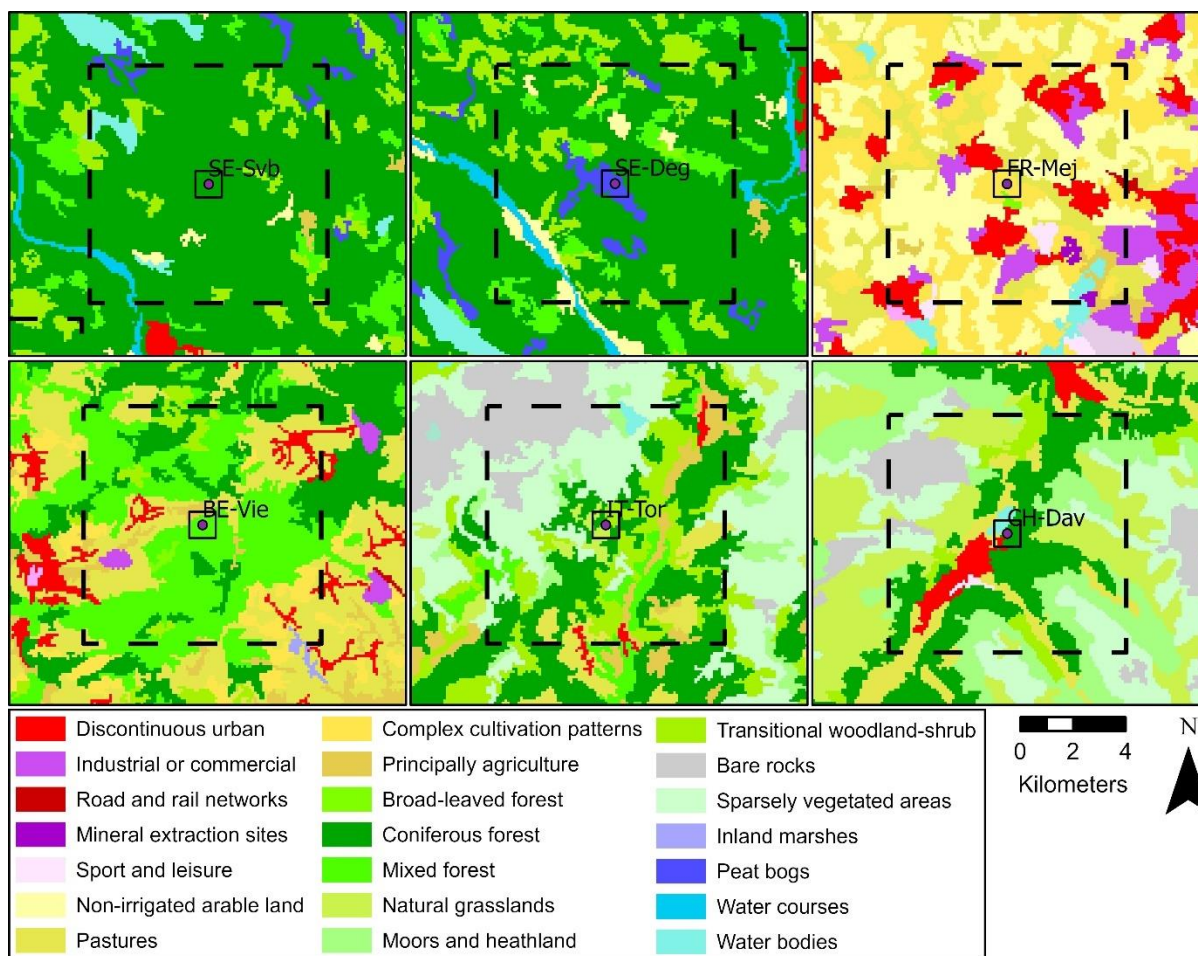 SE-Svb
SE-Deg
FR-Mej
BE-Vie
IT-Tor
CH-Dav
Discontinuous urban
Industrial or commercial
Road and rail networks
Mineral extraction sites
Sport and leisure
Non-irrigated arable land
Pastures
Complex cultivation patterns
Principally agriculture
Broad-leaved forest
Coniferous forest
Mixed forest
Natural grasslands
Moors and heathland
Transitional woodland-shrub
Bare rocks
Sparsely vegetated areas
Inland marshes
Peat bogs
Water courses
Water bodies
0 2 4
Kilometers
N